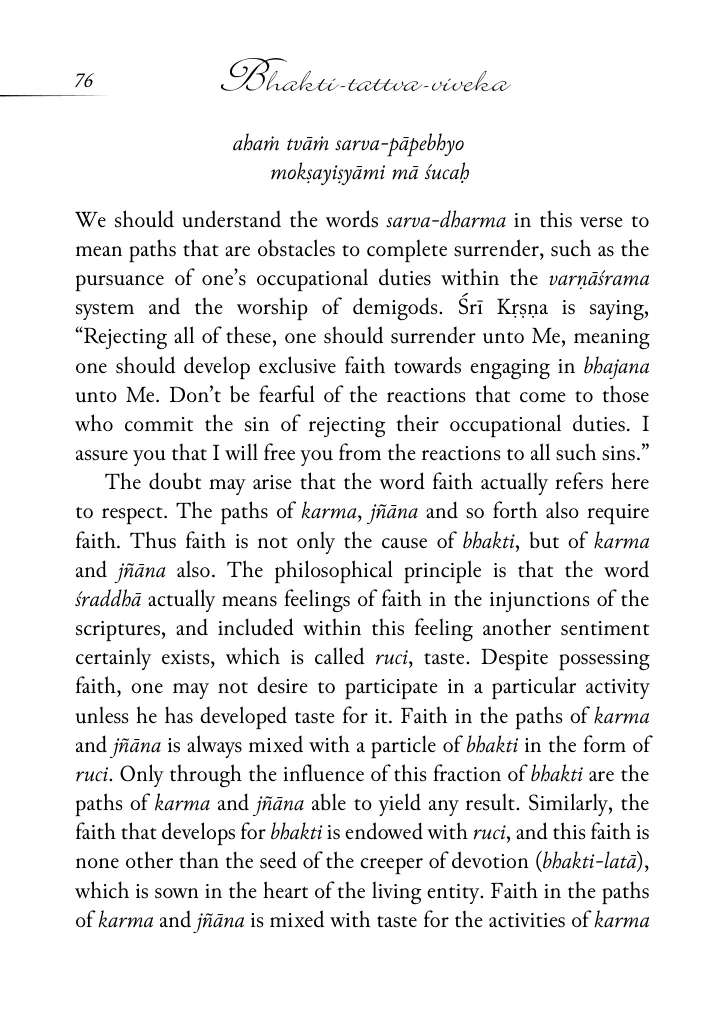 76
Bhakti-tattva-viveka
ahaṁ tvāṁ sarva-pāpebhyo
mokṣayiṣyāmi mā śucaḥ
We should understand the words sarva-dharma in this verse to
mean paths that are obstacles to complete surrender, such as the
pursuance of one’s occupational duties within the varṇāśrama
system and the worship of demigods. Śrī Kṛṣṇa is saying,
“Rejecting all of these, one should surrender unto Me, meaning
one should develop exclusive faith towards engaging in bhajana
unto Me. Don’t be fearful of the reactions that come to those
who commit the sin of rejecting their occupational duties. I
assure you that I will free you from the reactions to all such sins.”
The doubt may arise that the word faith actually refers here
to respect. The paths of karma, jñāna and so forth also require
faith. Thus faith is not only the cause of bhakti, but of karma
and jñāna also. The philosophical principle is that the word
śraddhā actually means feelings of faith in the injunctions of the
scriptures, and included within this feeling another sentiment
certainly exists, which is called ruci, taste. Despite possessing
faith, one may not desire to participate in a particular activity
unless he has developed taste for it. Faith in the paths of karma
and jñāna is always mixed with a particle of bhakti in the form of
ruci. Only through the influence of this fraction of bhakti are the
paths of karma and jñāna able to yield any result. Similarly, the
faith that develops for bhakti is endowed with ruci, and this faith is
none other than the seed of the creeper of devotion (bhakti-latā),
which is sown in the heart of the living entity. Faith in the paths
of karma and jñāna is mixed with taste for the activities of karma